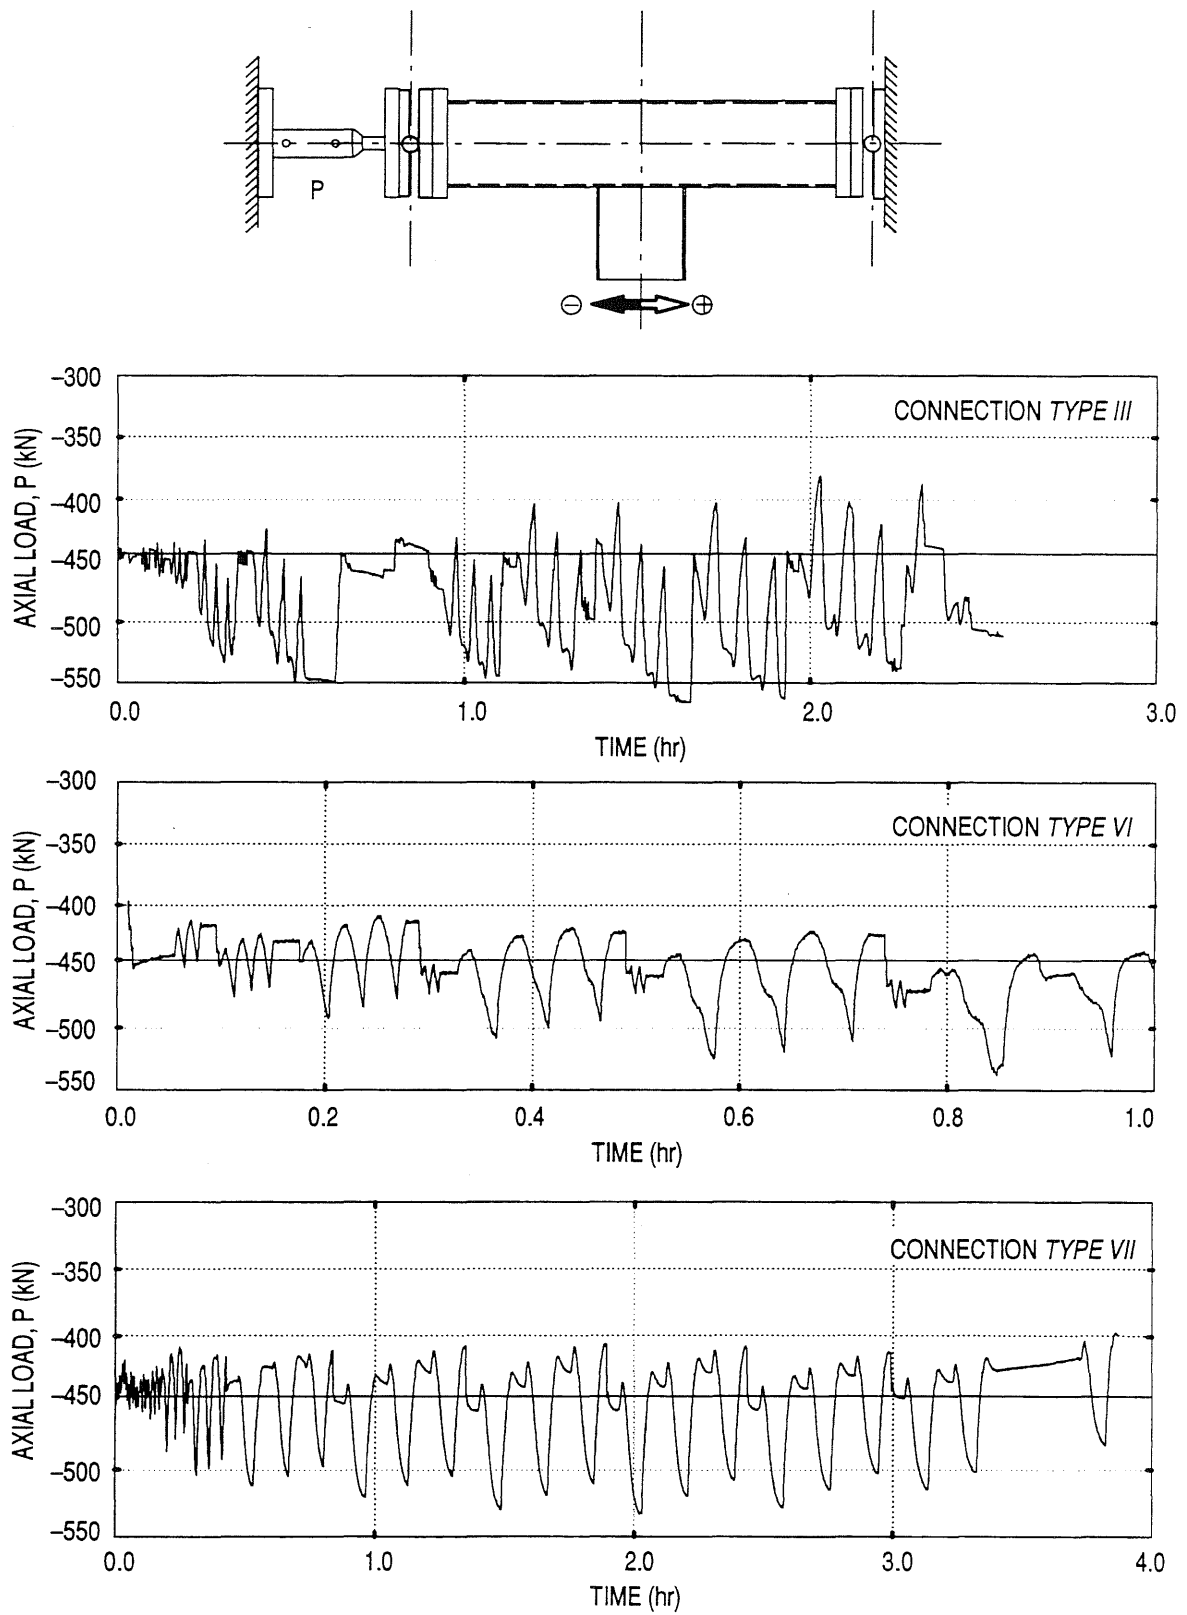 P
⊖ ⊕
−300
−350
−400
−450
−500
−550
AXIAL LOAD, P (kN)
CONNECTION TYPE III
0.0 1.0 2.0 3.0
TIME (hr)
−300
−350
−400
−450
−500
−550
AXIAL LOAD, P (kN)
CONNECTION TYPE VI
0.0 0.2 0.4 0.6 0.8 1.0
TIME (hr)
−300
−350
−400
−450
−500
−550
AXIAL LOAD, P (kN)
CONNECTION TYPE VII
0.0 1.0 2.0 3.0 4.0
TIME (hr)